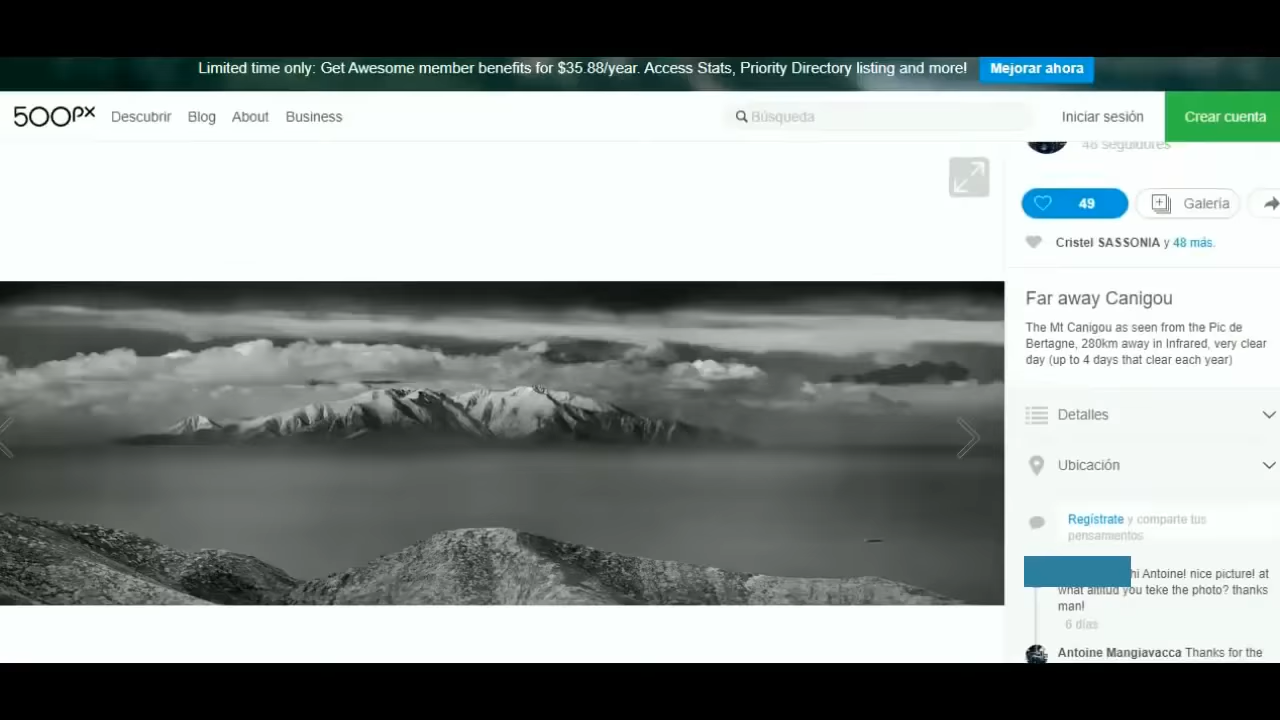 Limited time only: Get Awesome member benefits for $35.88/year. Access Stats, Priority Directory listing and more! Mejorar ahora
500px Descubrir Blog About Business Búsqueda Iniciar sesión Crear cuenta
48 seguidores
49 Galería
Cristel SASSONIA y 48 más.
Far away Canigou
The Mt Canigou as seen from the Pic de
Bertagne, 280km away in Infrared, very clear
day (up to 4 days that clear each year)
Detalles
Ubicación
Regístrate y comparte tus
pensamientos
hi Antoine! nice picture! at
what altitud you teke the photo? thanks
man!
6 días
Antoine Mangiavacca Thanks for the